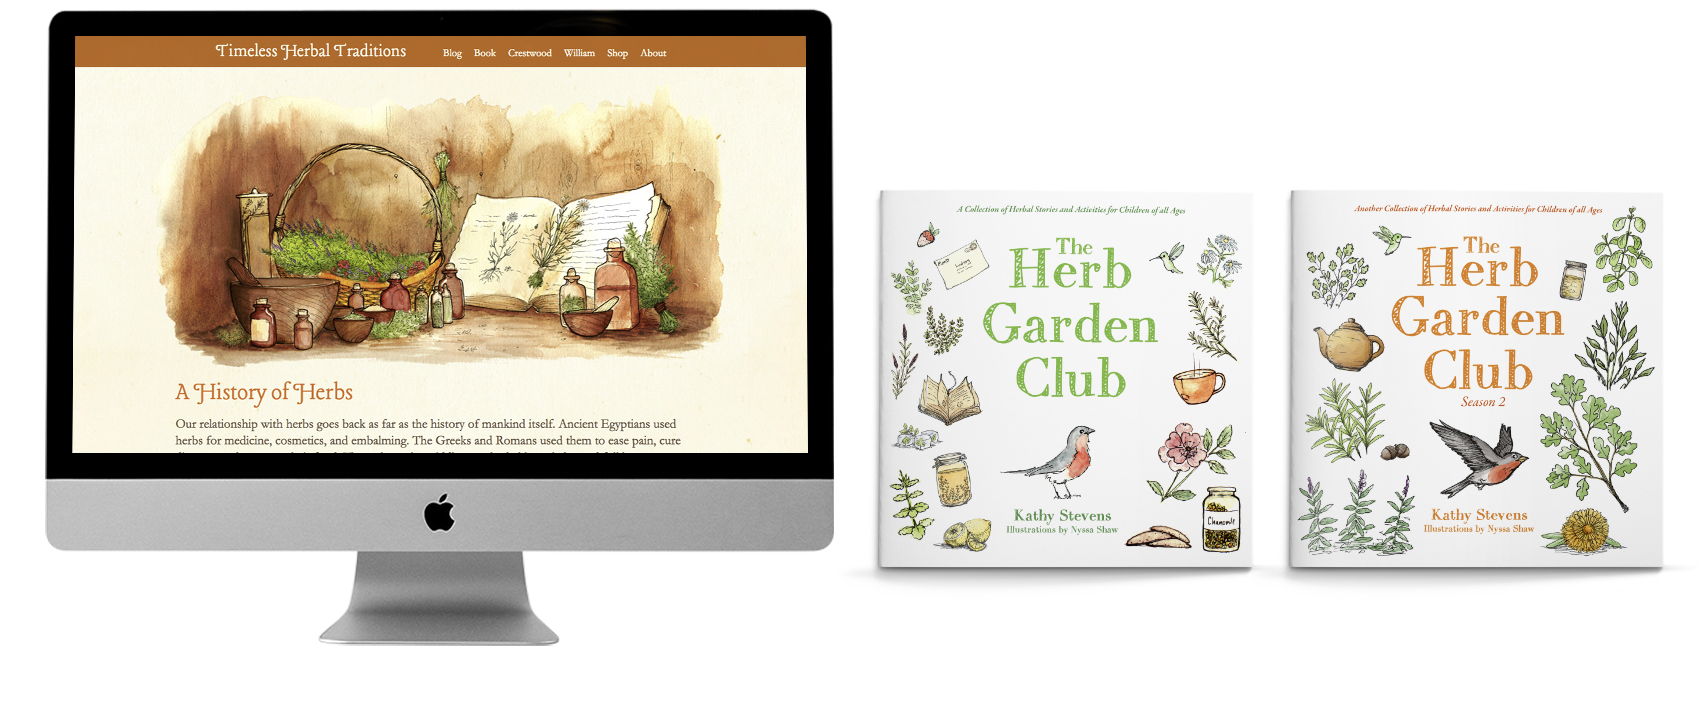 Timeless Herbal Traditions
Blog Book Crestwood William Shop About
A History of Herbs
Our relationship with herbs goes back as far as the history of mankind itself. Ancient Egyptians used
herbs for medicine, cosmetics, and embalming. The Greeks and Romans used them to ease pain, cure
A Collection of Herbal Stories and Activities for Children of all Ages
The
Herb
Garden
Club
Kathy Stevens
Illustrations by Nyssa Shaw
Chamomile
Another Collection of Herbal Stories and Activities for Children of all Ages
The
Herb
Garden
Club
Season 2
Kathy Stevens
Illustrations by Nyssa Shaw